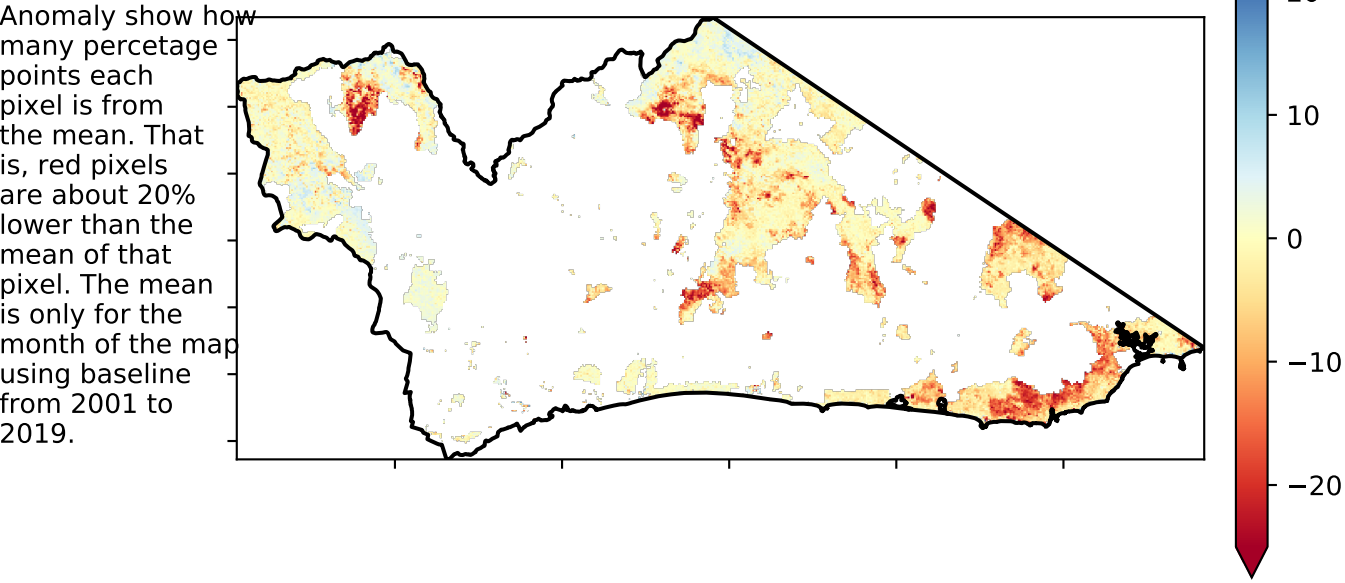 Anomaly show how
many percetage
points each
pixel is from
the mean. That
is, red pixels
are about 20%
lower than the
mean of that
pixel. The mean
is only for the
month of the map
using baseline
from 2001 to
2019.
10
0
−10
−20